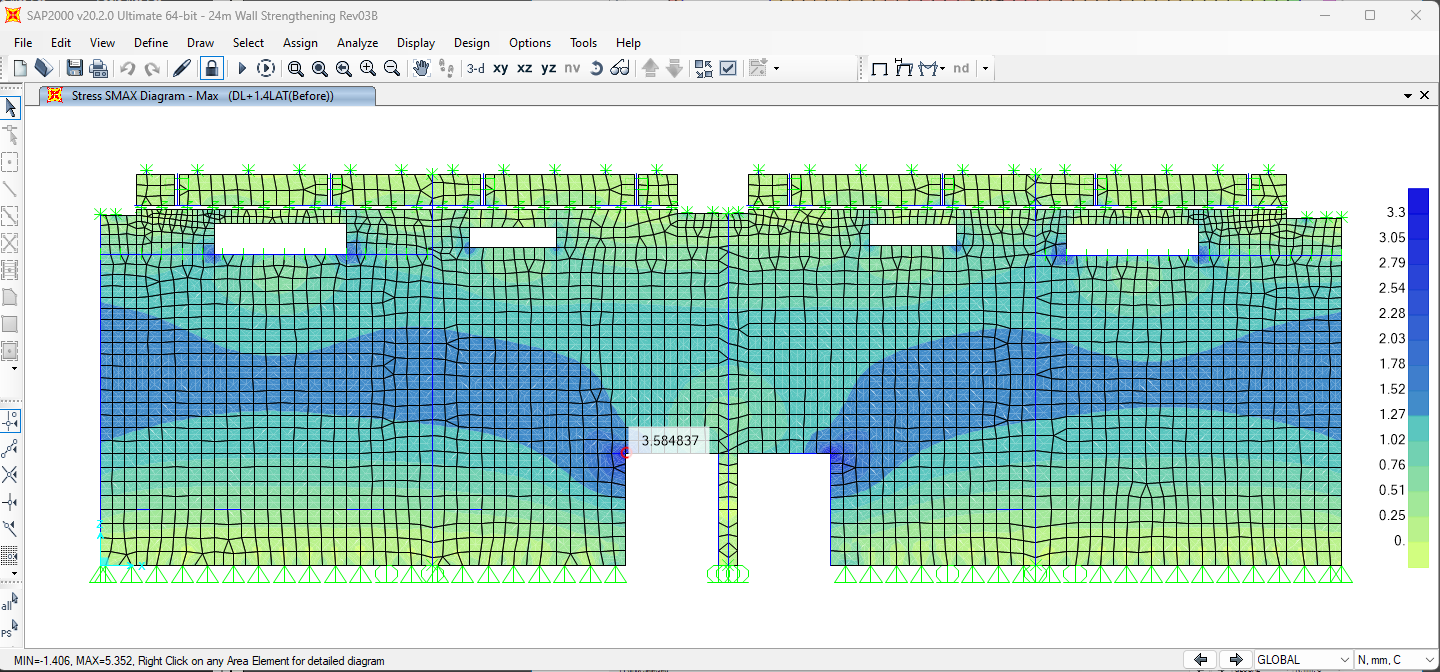 SAP2000 v20.2.0 Ultimate 64-bit - 24m Wall Strengthening Rev03B
File Edit View Define Draw Select Assign Analyze Display Design Options Tools Help
3-d xy xz yz nv nd
Stress SMAX Diagram - Max (DL+1.4LAT(Before))
3.3
3.05
2.79
2.54
2.28
2.03
1.78
1.52
1.27
1.02
0.76
0.51
0.25
0.
3.584837
all
PS
MIN=-1.406, MAX=5.352, Right Click on any Area Element for detailed diagram
GLOBAL
N, mm, C